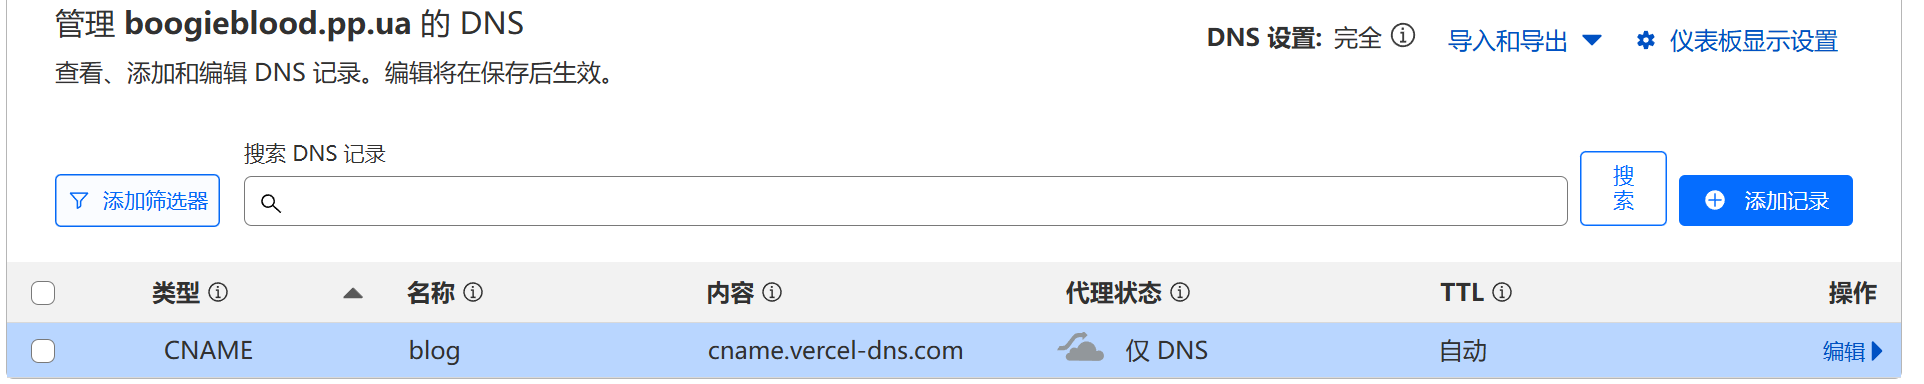 管理 boogieblood.pp.ua 的 DNS
DNS 设置: 完全
导入和导出
仪表板显示设置
查看、添加和编辑 DNS 记录。编辑将在保存后生效。
搜索 DNS 记录
添加筛选器
搜
索
添加记录
类型 名称 内容 代理状态 TTL 操作
CNAME blog cname.vercel-dns.com 仅 DNS 自动 编辑